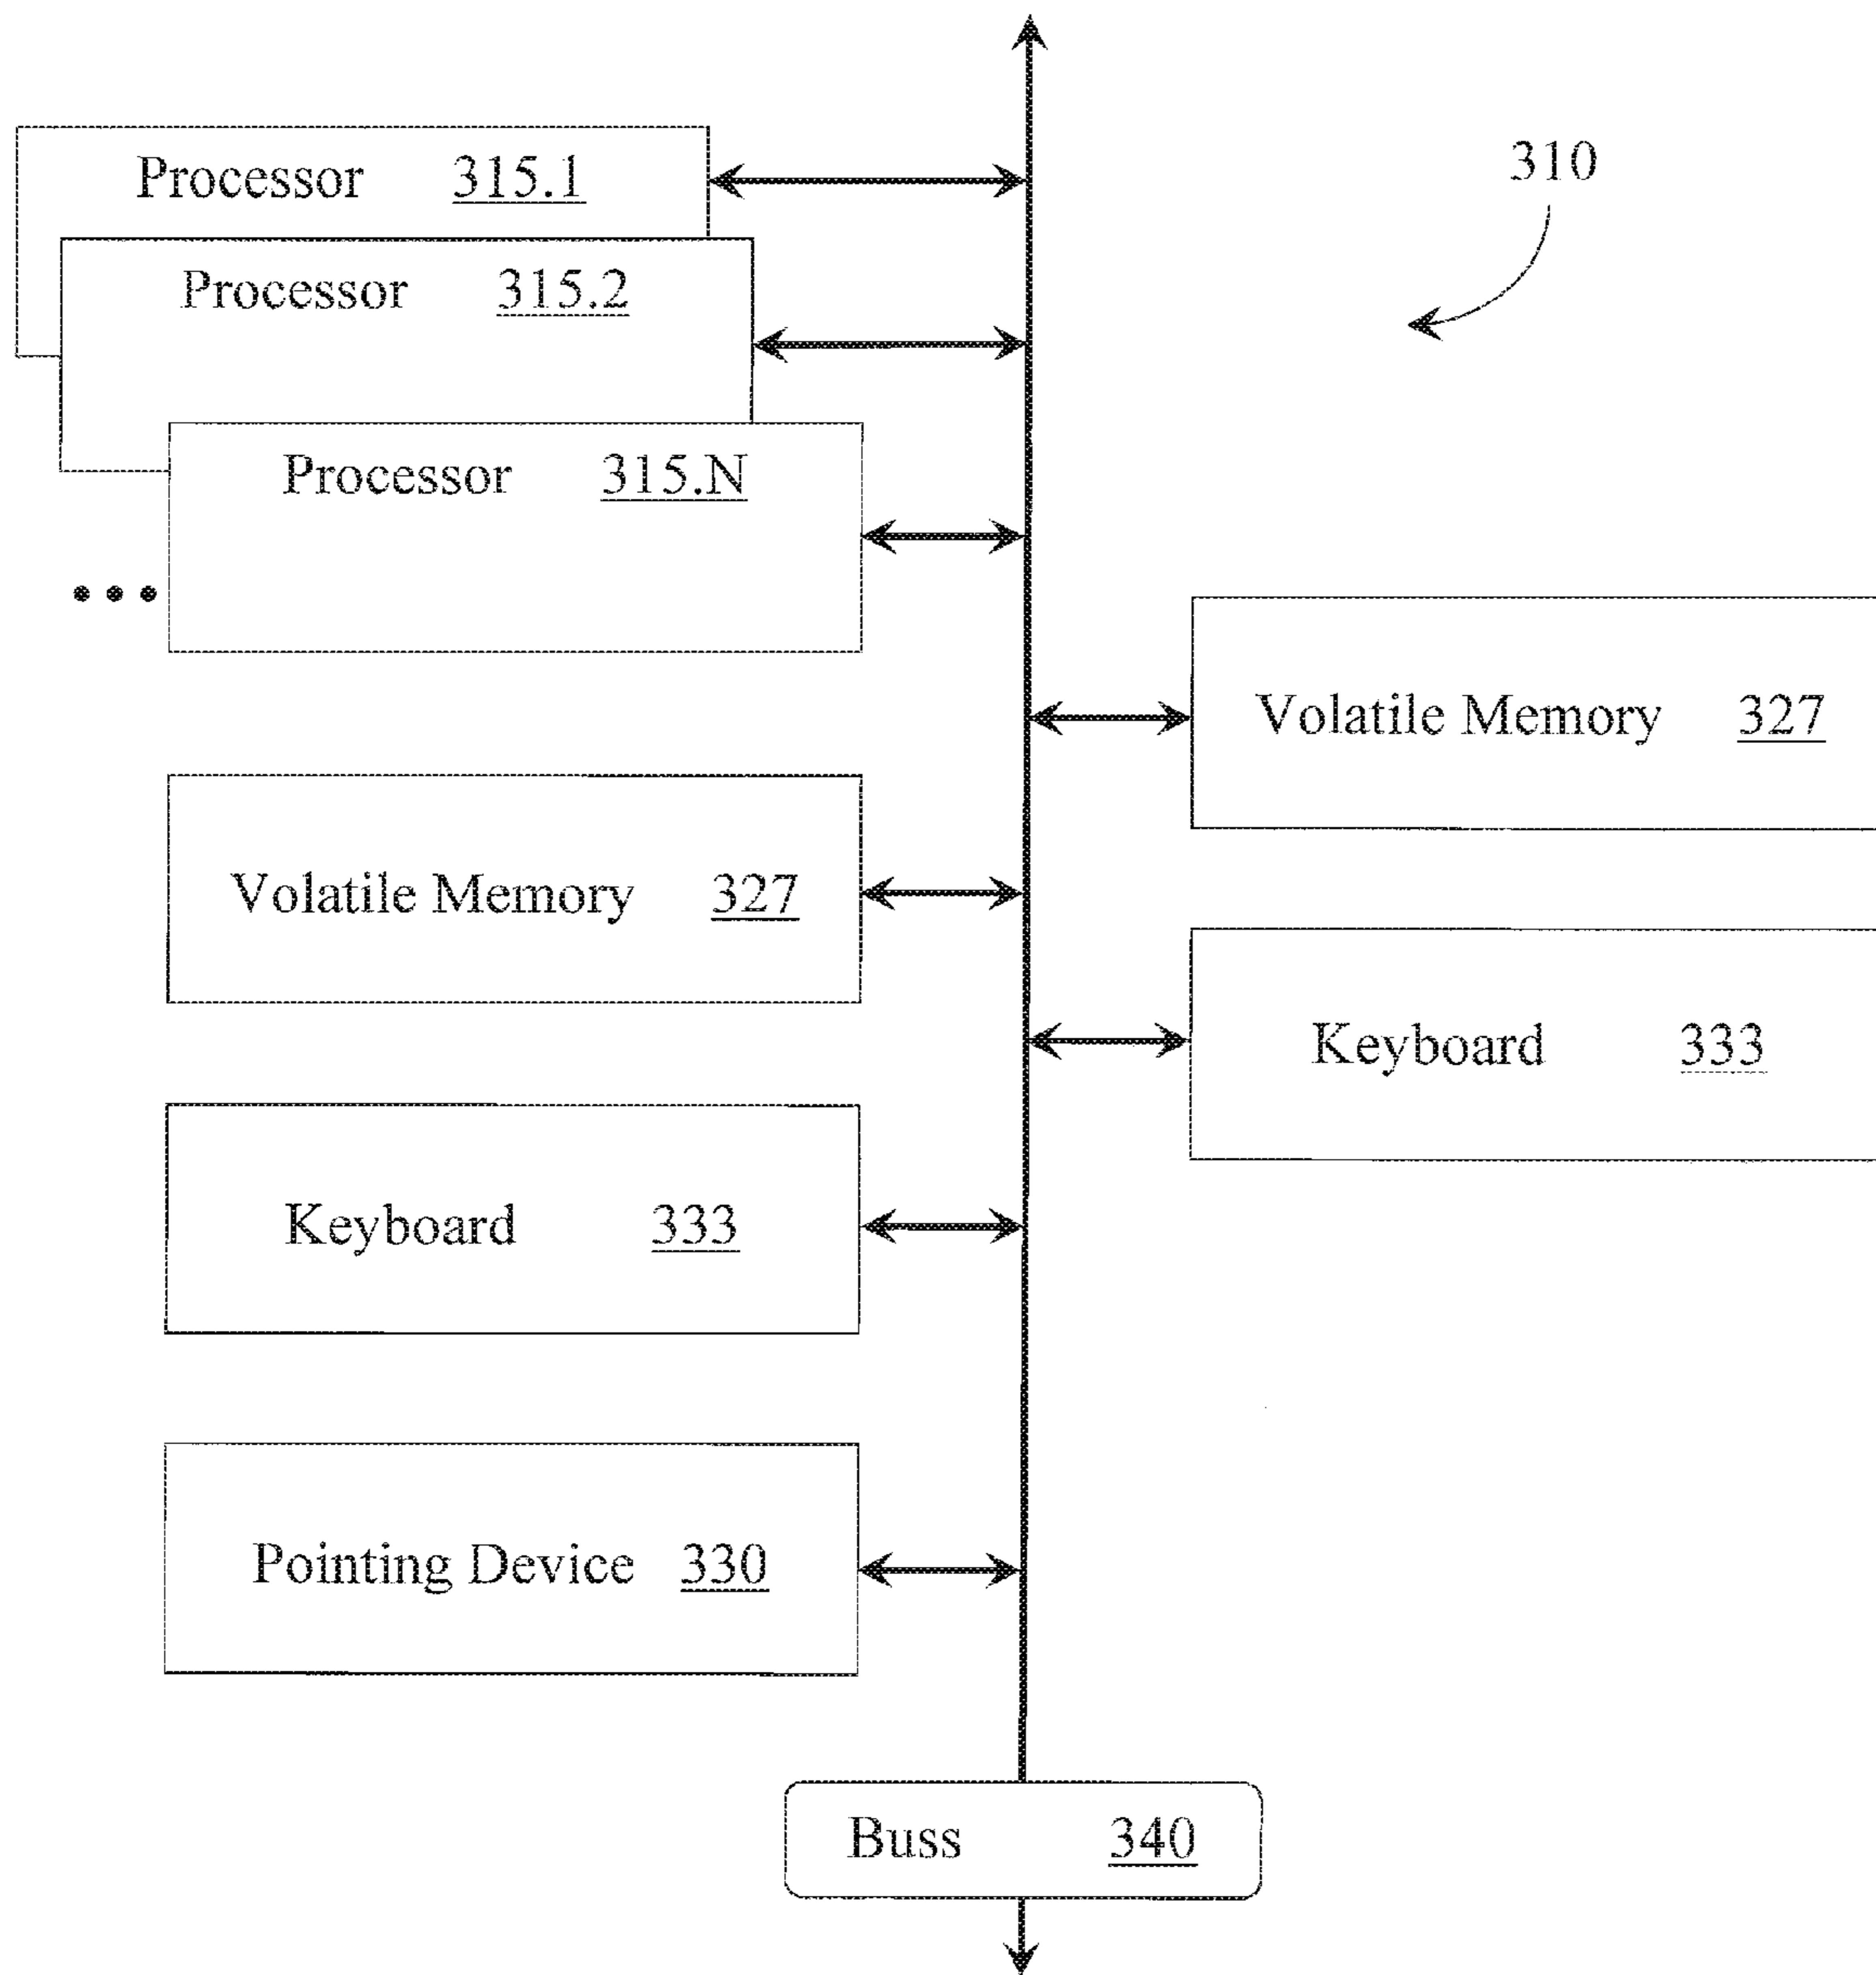 310
Processor 315.1
Processor 315.2
Processor 315.N
Volatile Memory 327
Volatile Memory 327
Keyboard 333
Keyboard 333
Pointing Device 330
Buss 340